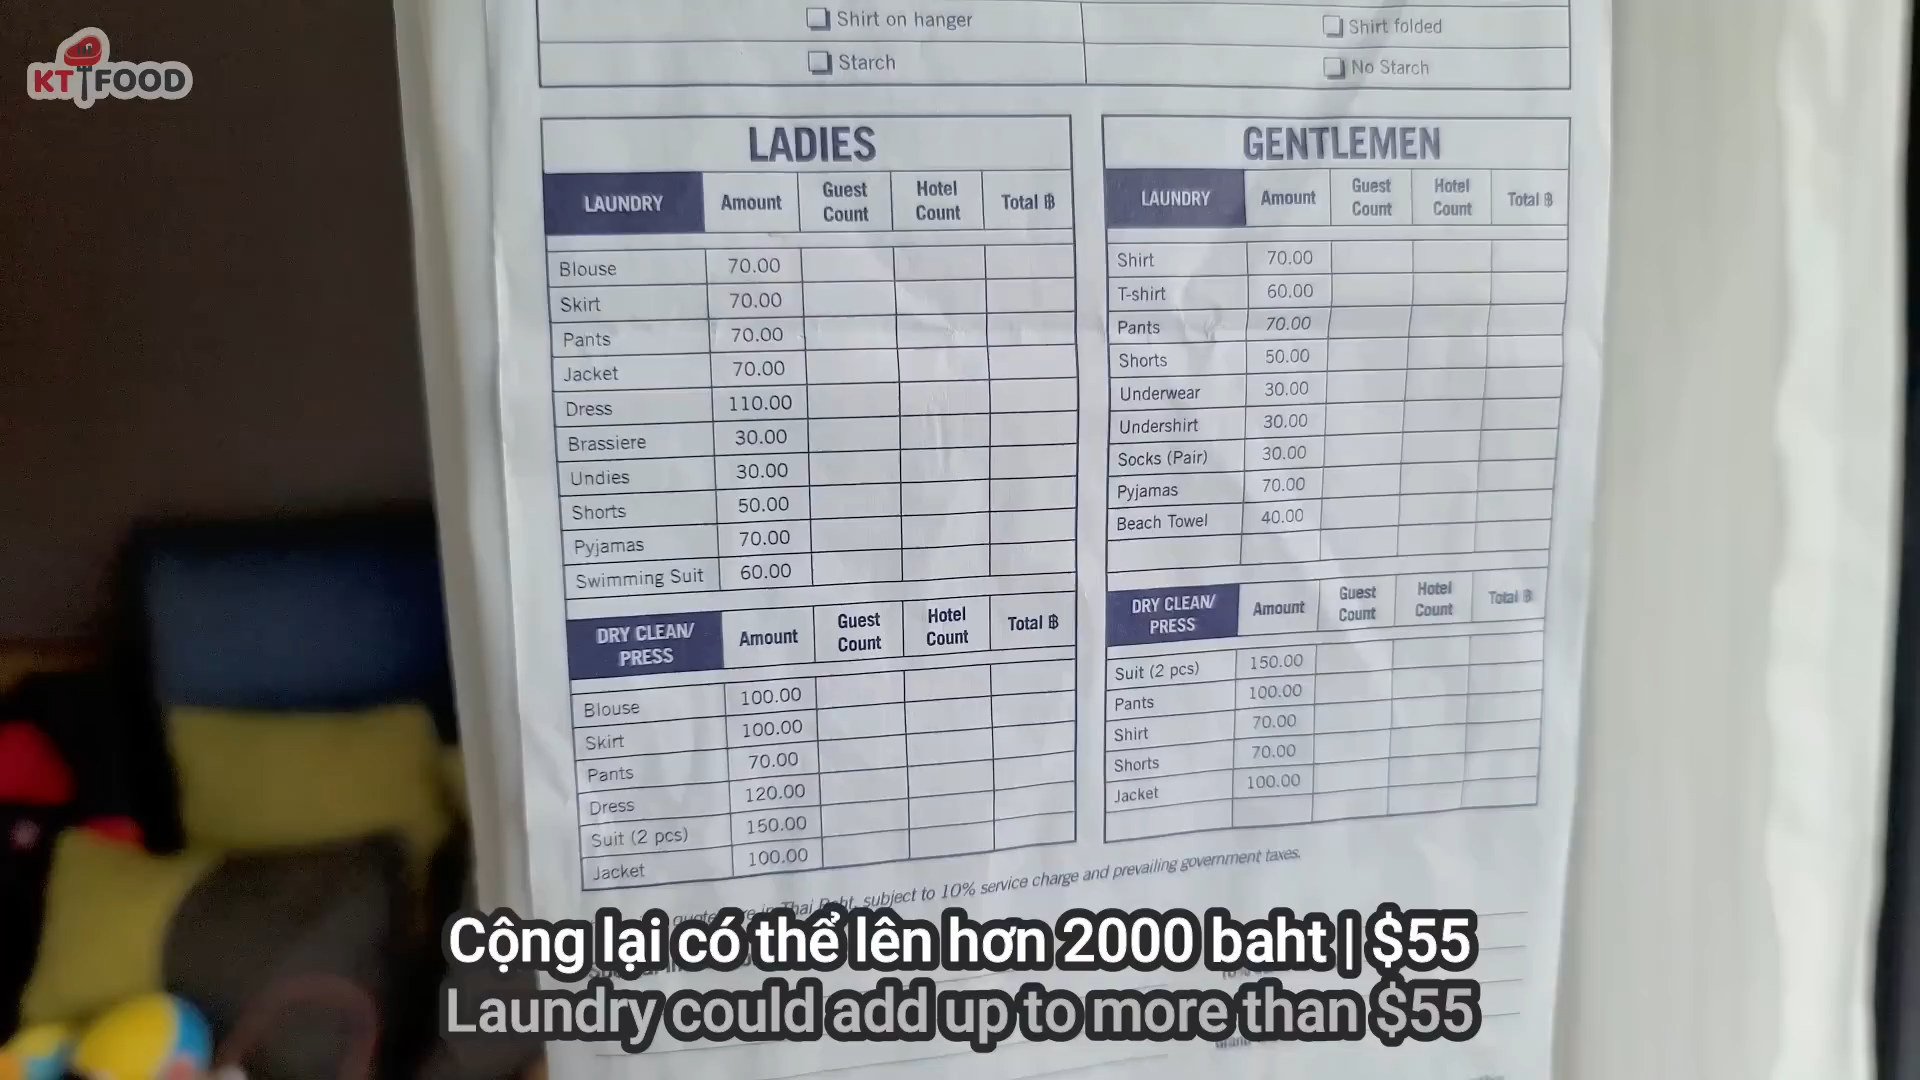 KT FOOD
Shirt on hanger
Shirt folded
Starch
No Starch
LADIES
LAUNDRY Amount Guest Count Hotel Count Total ฿
Blouse 70.00
Skirt 70.00
Pants 70.00
Jacket 70.00
Dress 110.00
Brassiere 30.00
Undies 30.00
Shorts 50.00
Pyjamas 70.00
Swimming Suit 60.00
DRY CLEAN/ PRESS Amount Guest Count Hotel Count Total ฿
Blouse 100.00
Skirt 100.00
Pants 70.00
Dress 120.00
Suit (2 pcs) 150.00
Jacket 100.00
GENTLEMEN
LAUNDRY Amount Guest Count Hotel Count Total ฿
Shirt 70.00
T-shirt 60.00
Pants 70.00
Shorts 50.00
Underwear 30.00
Undershirt 30.00
Socks (Pair) 30.00
Pyjamas 70.00
Beach Towel 40.00
DRY CLEAN/ PRESS Amount Guest Count Hotel Count Total ฿
Suit (2 pcs) 150.00
Pants 100.00
Shirt 70.00
Shorts 70.00
Jacket 100.00
subject to 10% service charge and prevailing government taxes.
Cộng lại có thể lên hơn 2000 baht | $55
Laundry could add up to more than $55